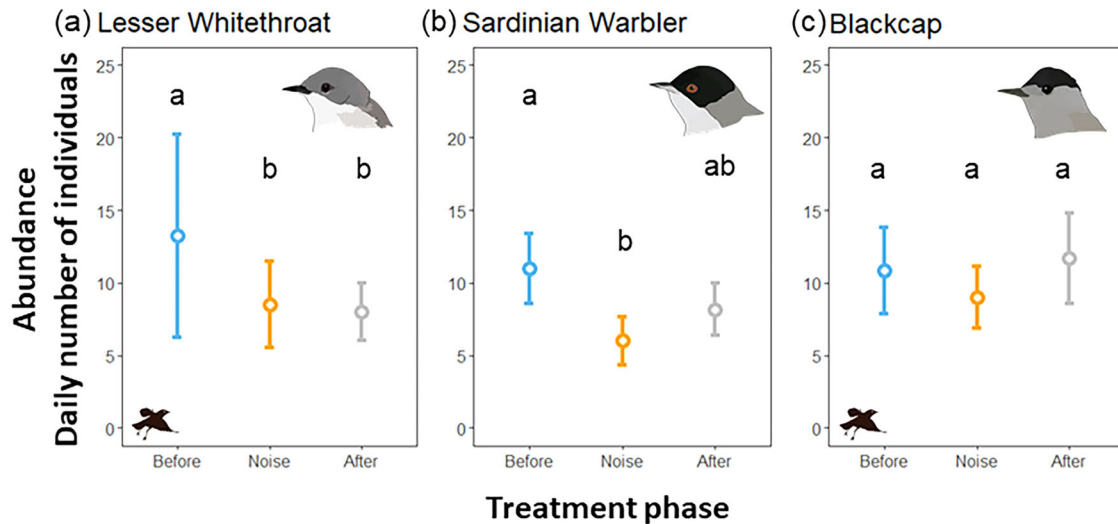 (a) Lesser Whitethroat
(b) Sardinian Warbler
(c) Blackcap
Abundance
Daily number of individuals
25
20
15
10
5
0
a
b
b
Before
Noise
After
25
20
15
10
5
0
a
b
ab
Before
Noise
After
25
20
15
10
5
0
a
a
a
Before
Noise
After
Treatment phase